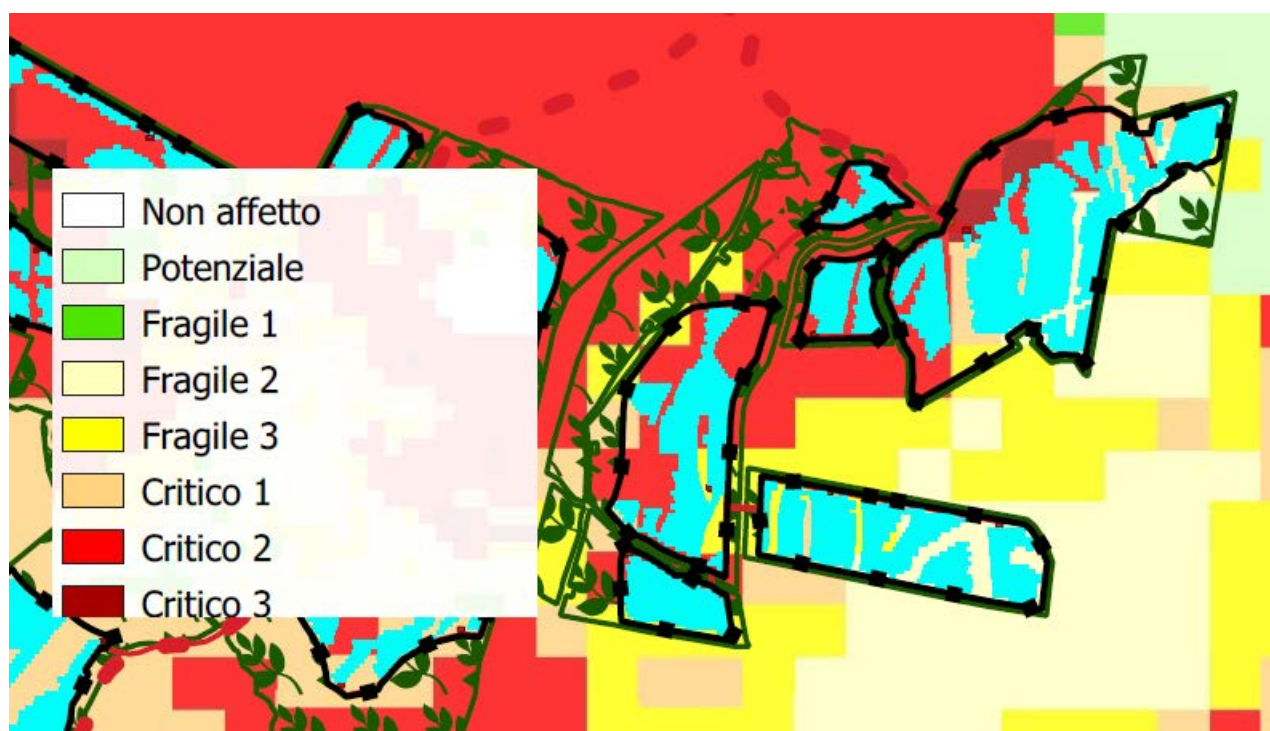 Non affetto
Potenziale
Fragile 1
Fragile 2
Fragile 3
Critico 1
Critico 2
Critico 3